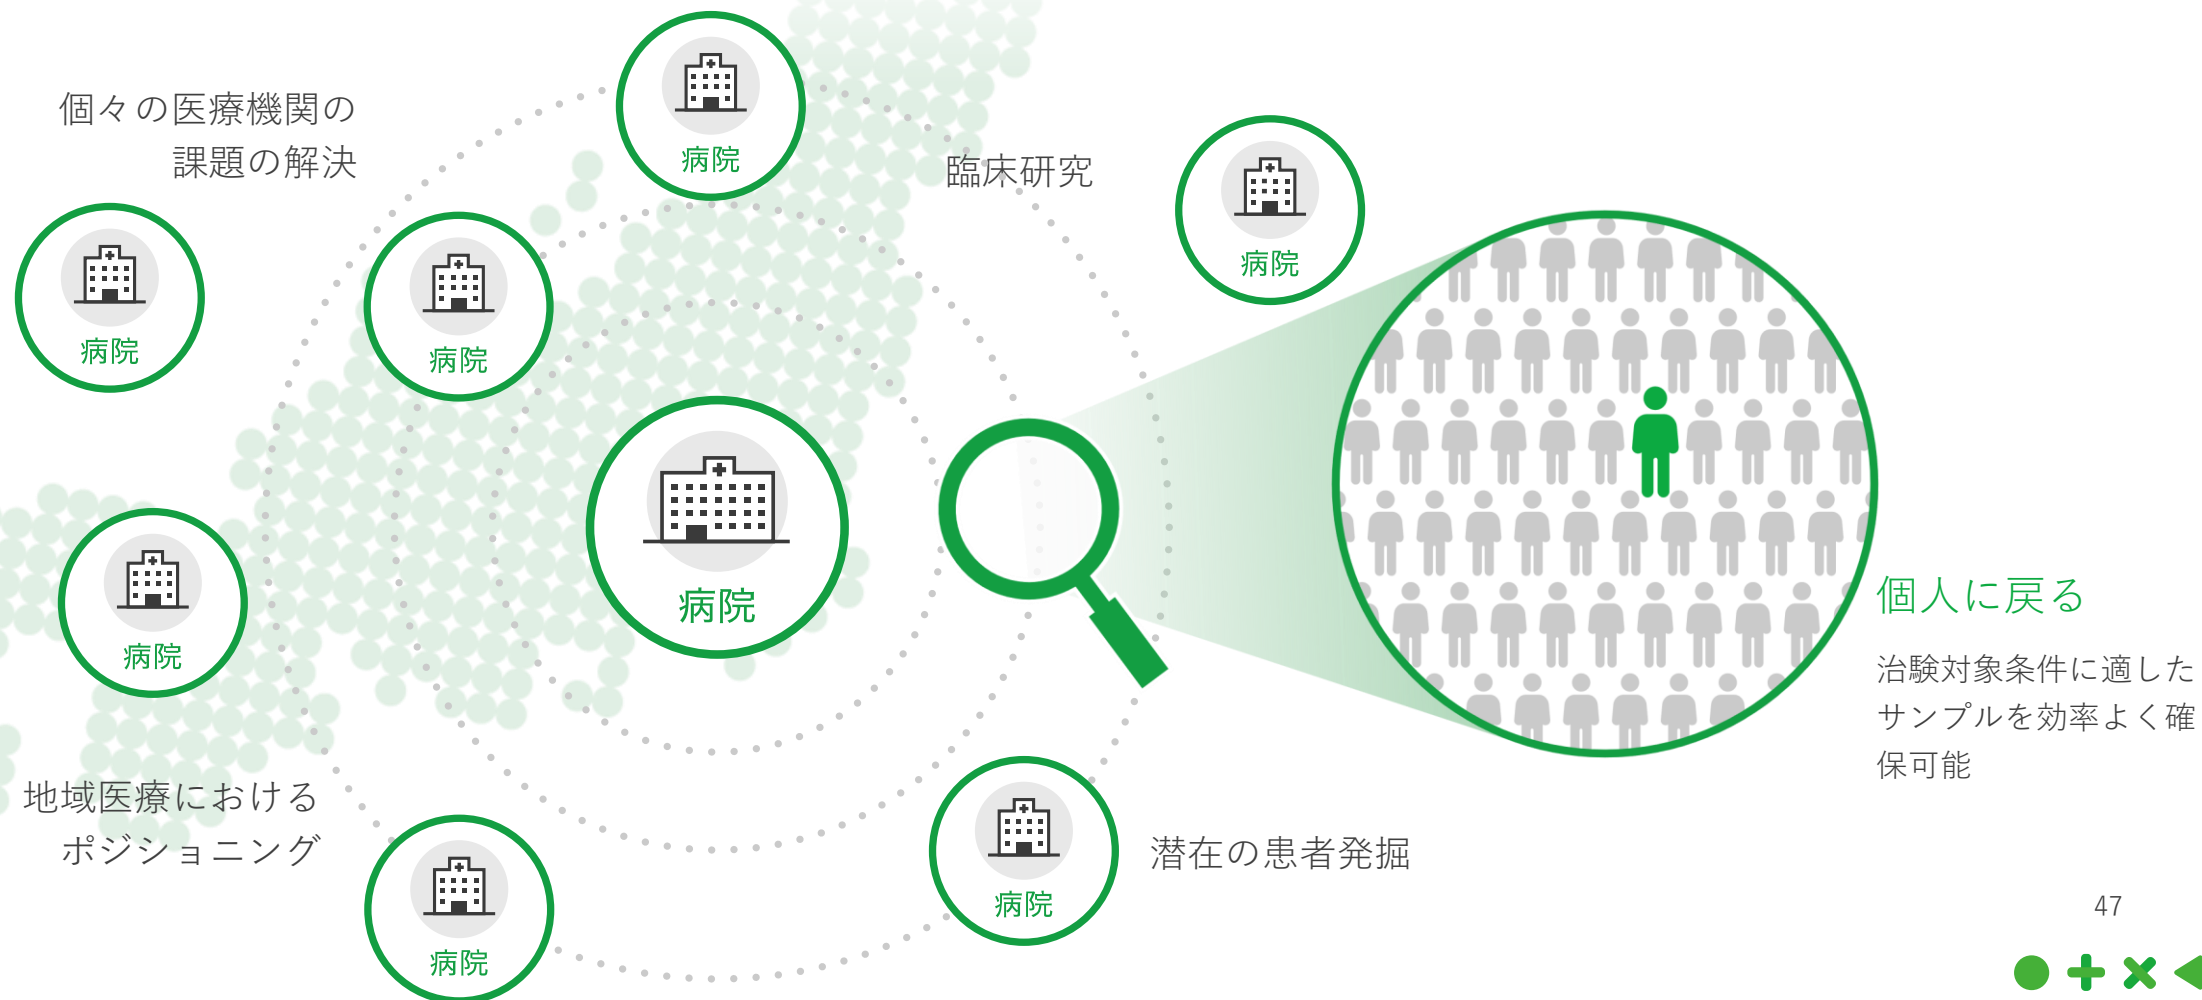 個々の医療機関の
課題の解決
病院
臨床研究
病院
病院
病院
病院
病院
個人に戻る
治験対象条件に適した
サンプルを効率よく確
保可能
地域医療における
ポジショニング
潜在の患者発掘
病院
病院
47